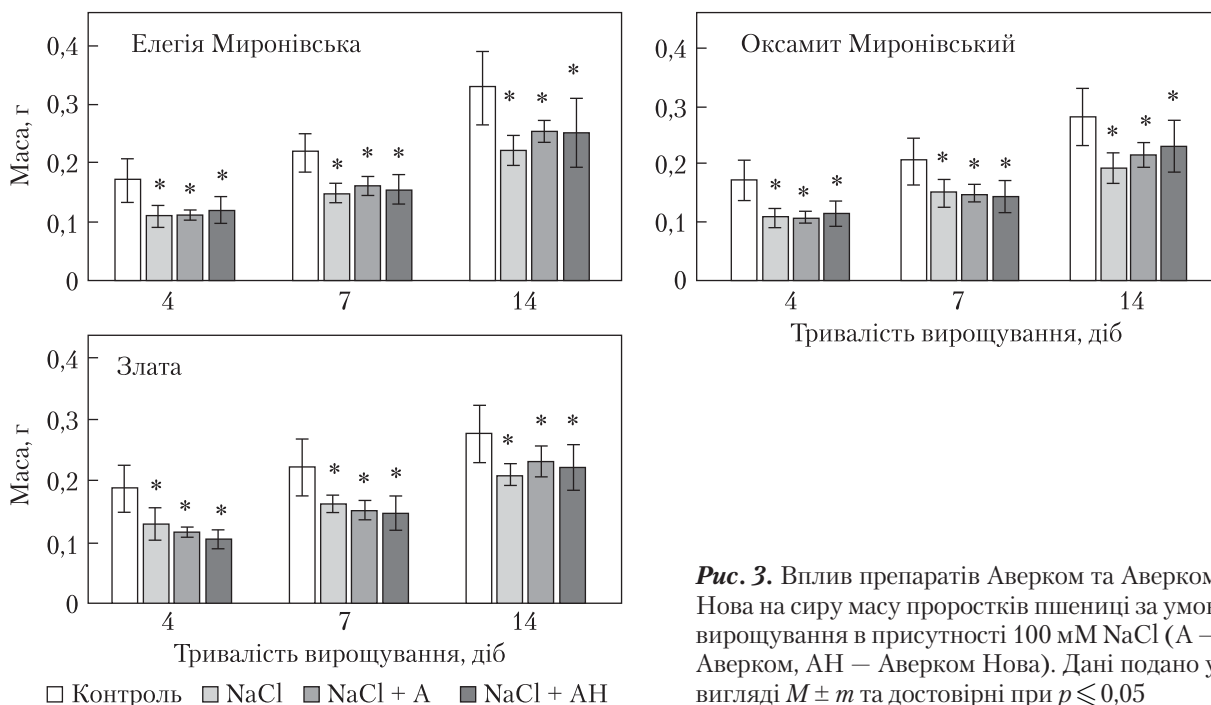 Елегія Миронівська
Маса, г
0,4
0,3
0,2
0,1
0
* * *
* * *
* * *
4 7 14
Оксамит Миронівський
0,4
0,3
0,2
0,1
0
* * *
* * *
* * *
4 7 14
Тривалість вирощування, діб
Злата
Маса, г
0,4
0,3
0,2
0,1
0
* * *
* * *
* * *
4 7 14
Тривалість вирощування, діб
Контроль NaCl NaCl + А NaCl + АН
Рис. 3. Вплив препаратів Аверком та Аверком
Нова на сиру масу проростків пшениці за умов
вирощування в присутності 100 мМ NaCl (А —
Аверком, АН — Аверком Нова). Дані подано у
вигляді M ± m та достовірні при p ⩽ 0,05